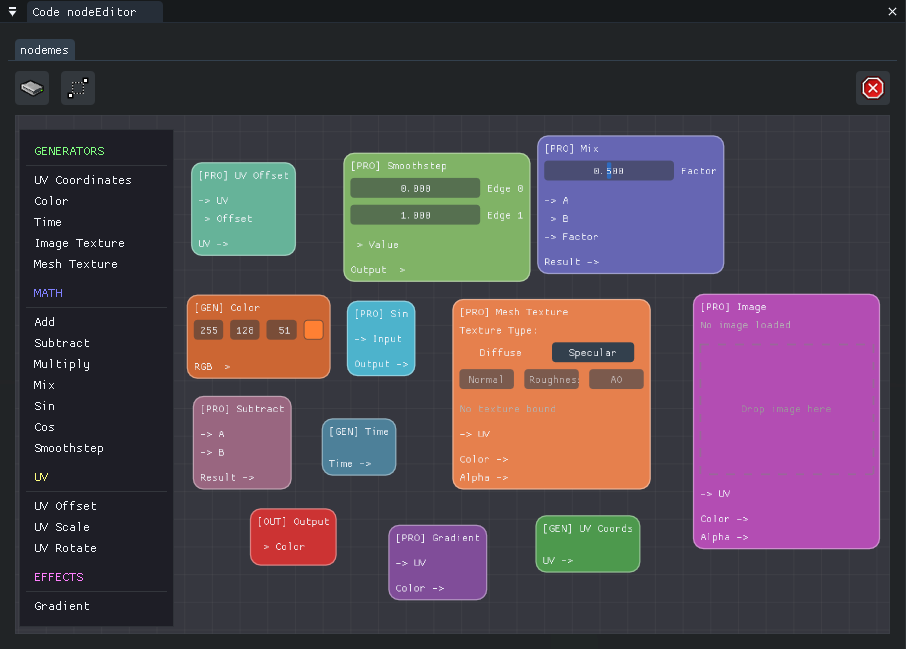 Code nodeEditor
nodemes
GENERATORS
UV Coordinates
Color
Time
Image Texture
Mesh Texture
MATH
Add
Subtract
Multiply
Mix
Sin
Cos
Smoothstep
UV
UV Offset
UV Scale
UV Rotate
EFFECTS
Gradient
[PRO] UV Offset
-> UV
> Offset
UV ->
[PRO] Smoothstep
0.000 Edge 0
1.000 Edge 1
> Value
Output >
[PRO] Mix
0.500 Factor
-> A
> B
-> Factor
Result ->
[GEN] Color
255 128 51
RGB >
[PRO] Sin
-> Input
Output ->
[PRO] Mesh Texture
Texture Type:
Diffuse Specular
Normal Roughness AO
No texture bound
-> UV
Color ->
Alpha ->
[PRO] Image
No image loaded
Drop image here
-> UV
Color ->
Alpha ->
[PRO] Subtract
-> A
-> B
Result ->
[GEN] Time
Time ->
[OUT] Output
> Color
[PRO] Gradient
-> UV
Color ->
[GEN] UV Coords
UV ->